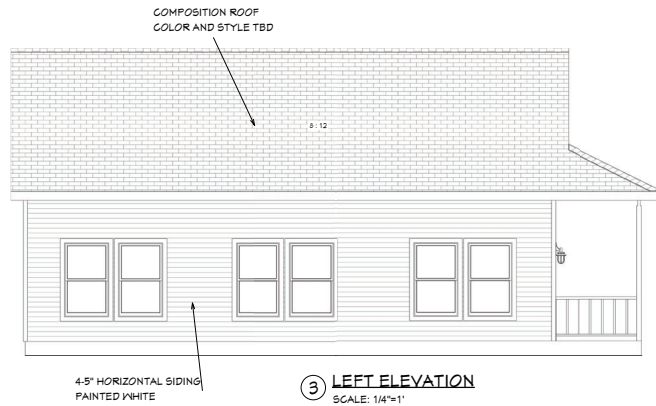 COMPOSITION ROOF
COLOR AND STYLE TBD
8 : 12
4-5" HORIZONTAL SIDING
PAINTED WHITE
3 LEFT ELEVATION
SCALE: 1/4"=1'